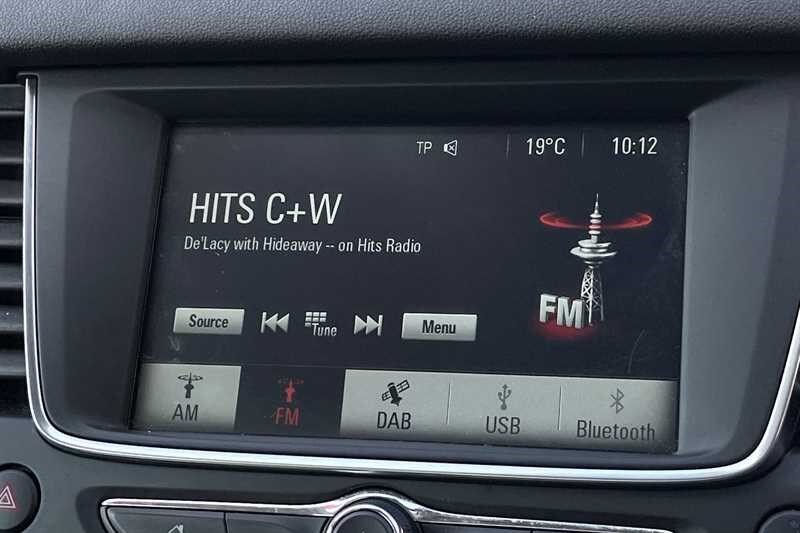 TP 19°C 10:12
HITS C+W
De'Lacy with Hideaway -- on Hits Radio
FM
Source Tune Menu
AM FM DAB USB Bluetooth